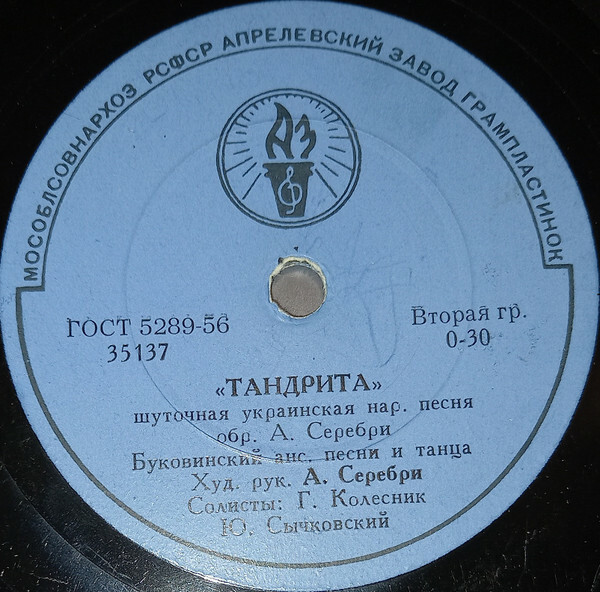 МОСОБЛСОВНАРХОЗ РСФСР АПРЕЛЕВСКИЙ ЗАВОД ГРАМПЛАСТИНОК
АЗ
ГОСТ 5289-56
35137
Вторая гр.
0-30
«ТАНДРИТА»
шуточная украинская нар. песня
обр. А. Серебри
Буковинский анс. песни и танца
Худ. рук. А. Серебри
Солисты: Г. Колесник
Ю. Сычковский